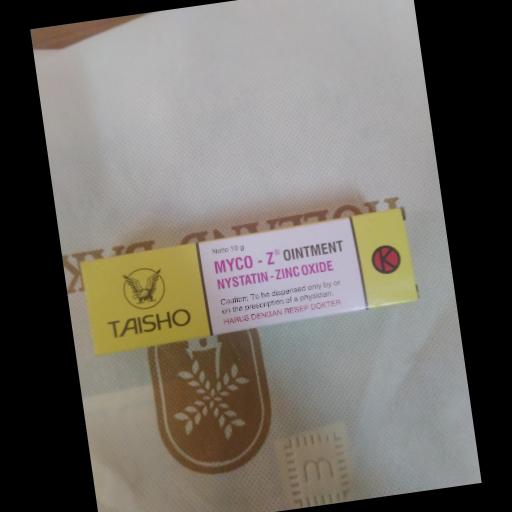 Netto 10 g
MYCO - Z® OINTMENT
NYSTATIN - ZINC OXIDE
Caution: To be dispensed only by or
on the prescription of a physician.
HARUS DENGAN RESEP DOKTER
K
TAISHO